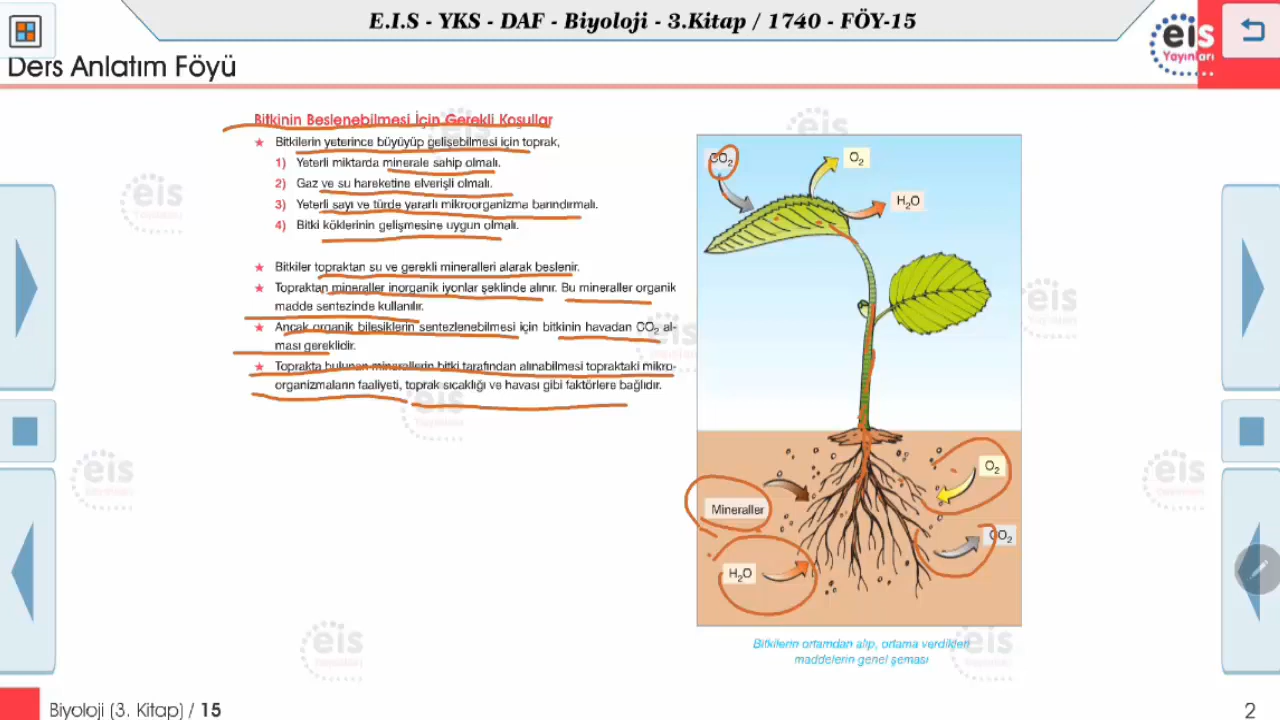 E.I.S - YKS - DAF - Biyoloji - 3.Kitap / 1740 - FÖY-15
eis
Yayınları
Ders Anlatım Föyü
Bitkinin Beslenebilmesi İçin Gerekli Koşullar
★ Bitkilerin yeterince büyüyüp gelişebilmesi için toprak,
1) Yeterli miktarda minerale sahip olmalı.
2) Gaz ve su hareketine elverişli olmalı.
3) Yeterli sayı ve türde yararlı mikroorganizma barındırmalı.
4) Bitki köklerinin gelişmesine uygun olmalı.
★ Bitkiler topraktan su ve gerekli mineralleri alarak beslenir.
★ Topraktan mineraller inorganik iyonlar şeklinde alınır. Bu mineraller organik
madde sentezinde kullanılır.
★ Ancak organik bileşiklerin sentezlenebilmesi için bitkinin havadan CO₂ al-
ması gereklidir.
★ Toprakta bulunan minerallerin bitki tarafından alınabilmesi topraktaki mikro-
organizmaların faaliyeti, toprak sıcaklığı ve havası gibi faktörlere bağlıdır.
CO₂
O₂
H₂O
O₂
Mineraller
CO₂
H₂O
Bitkilerin ortamdan alıp, ortama verdikleri
maddelerin genel şeması
Biyoloji (3. Kitap) / 15
2